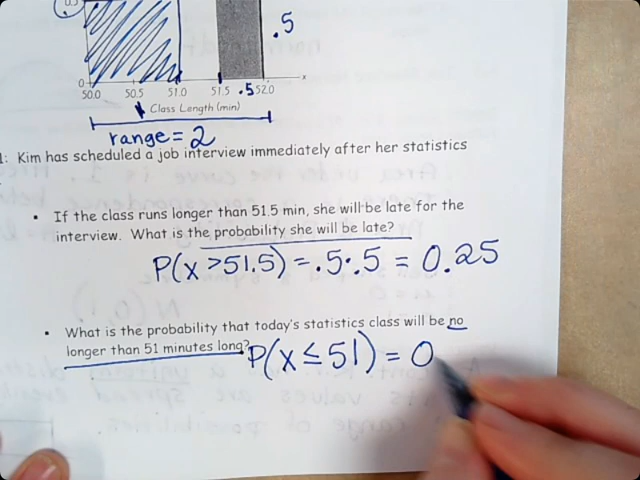 0.5
.5
0
x
50.0 50.5 51.0 51.5 .5 52.0
Class Length (min)
range = 2
1: Kim has scheduled a job interview immediately after her statistics
• If the class runs longer than 51.5 min, she will be late for the
interview. What is the probability she will be late?
P(x >51.5) = .5·.5 = 0.25
• What is the probability that today's statistics class will be no
longer than 51 minutes long?
P(x ≤ 51) = 0